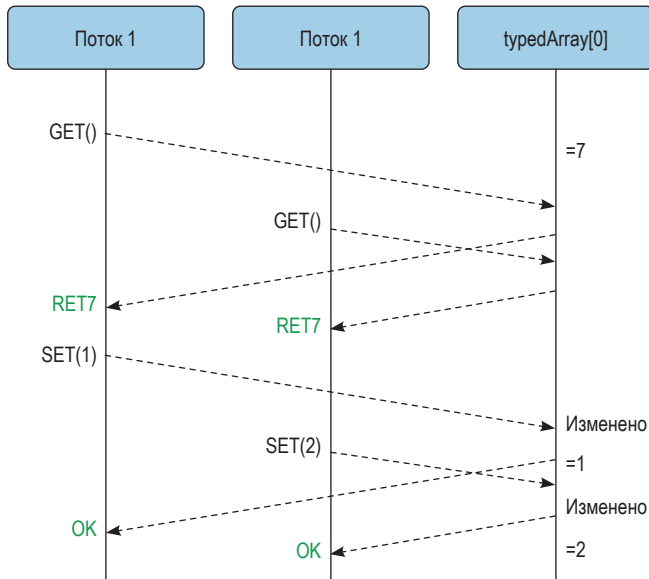 Поток 1
Поток 1
typedArray[0]
GET()
=7
GET()
RET7
RET7
SET(1)
Изменено
SET(2)
=1
Изменено
OK
OK
=2